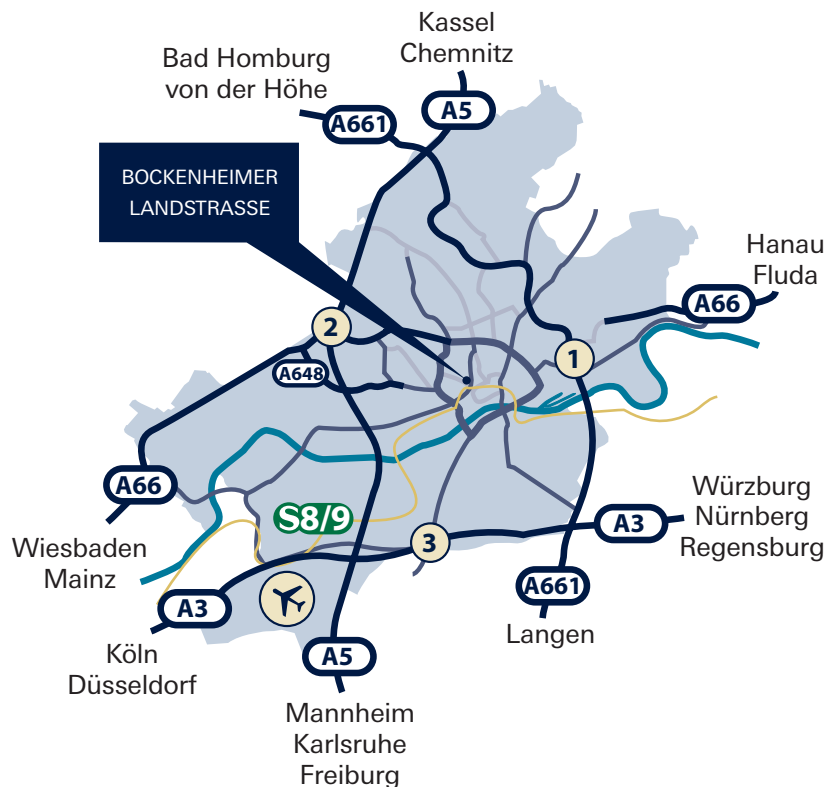 Kassel
Chemnitz
Bad Homburg
von der Höhe
A5
A661
BOCKENHEIMER
LANDSTRASSE
Hanau
Fluda
A66
2
1
A648
A66
Würzburg
Nürnberg
Regensburg
S8/9
A3
3
Wiesbaden
Mainz
A661
A3
Langen
Köln
Düsseldorf
A5
Mannheim
Karlsruhe
Freiburg